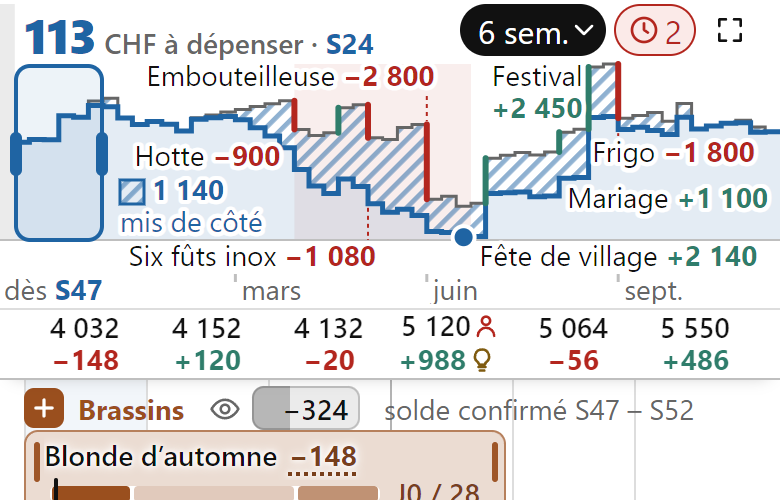 113 CHF à dépenser · S24
6 sem.
2
Embouteilleuse −2 800
Festival
+2 450
Hotte −900
Frigo −1 800
1 140
mis de côté
Mariage +1 100
Six fûts inox −1 080
Fête de village +2 140
dès S47
mars
juin
sept.
4 032 4 152 4 132 5 120 5 064 5 550
−148 +120 −20 +988 −56 +486
Brassins −324 solde confirmé S47 – S52
Blonde d’automne −148
J0 / 28